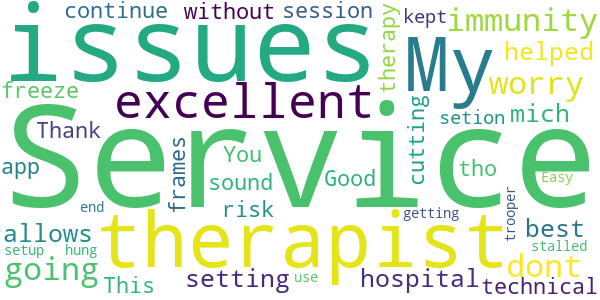 continue without session kept immunity
issues My therapy helped
freeze excellent worry
Service cutting setion mich
Thank frames You Good tho
app sound Easy
risk trooper
end therapist getting
allows best
setup hung stalled
going This setting use hospital dont technical